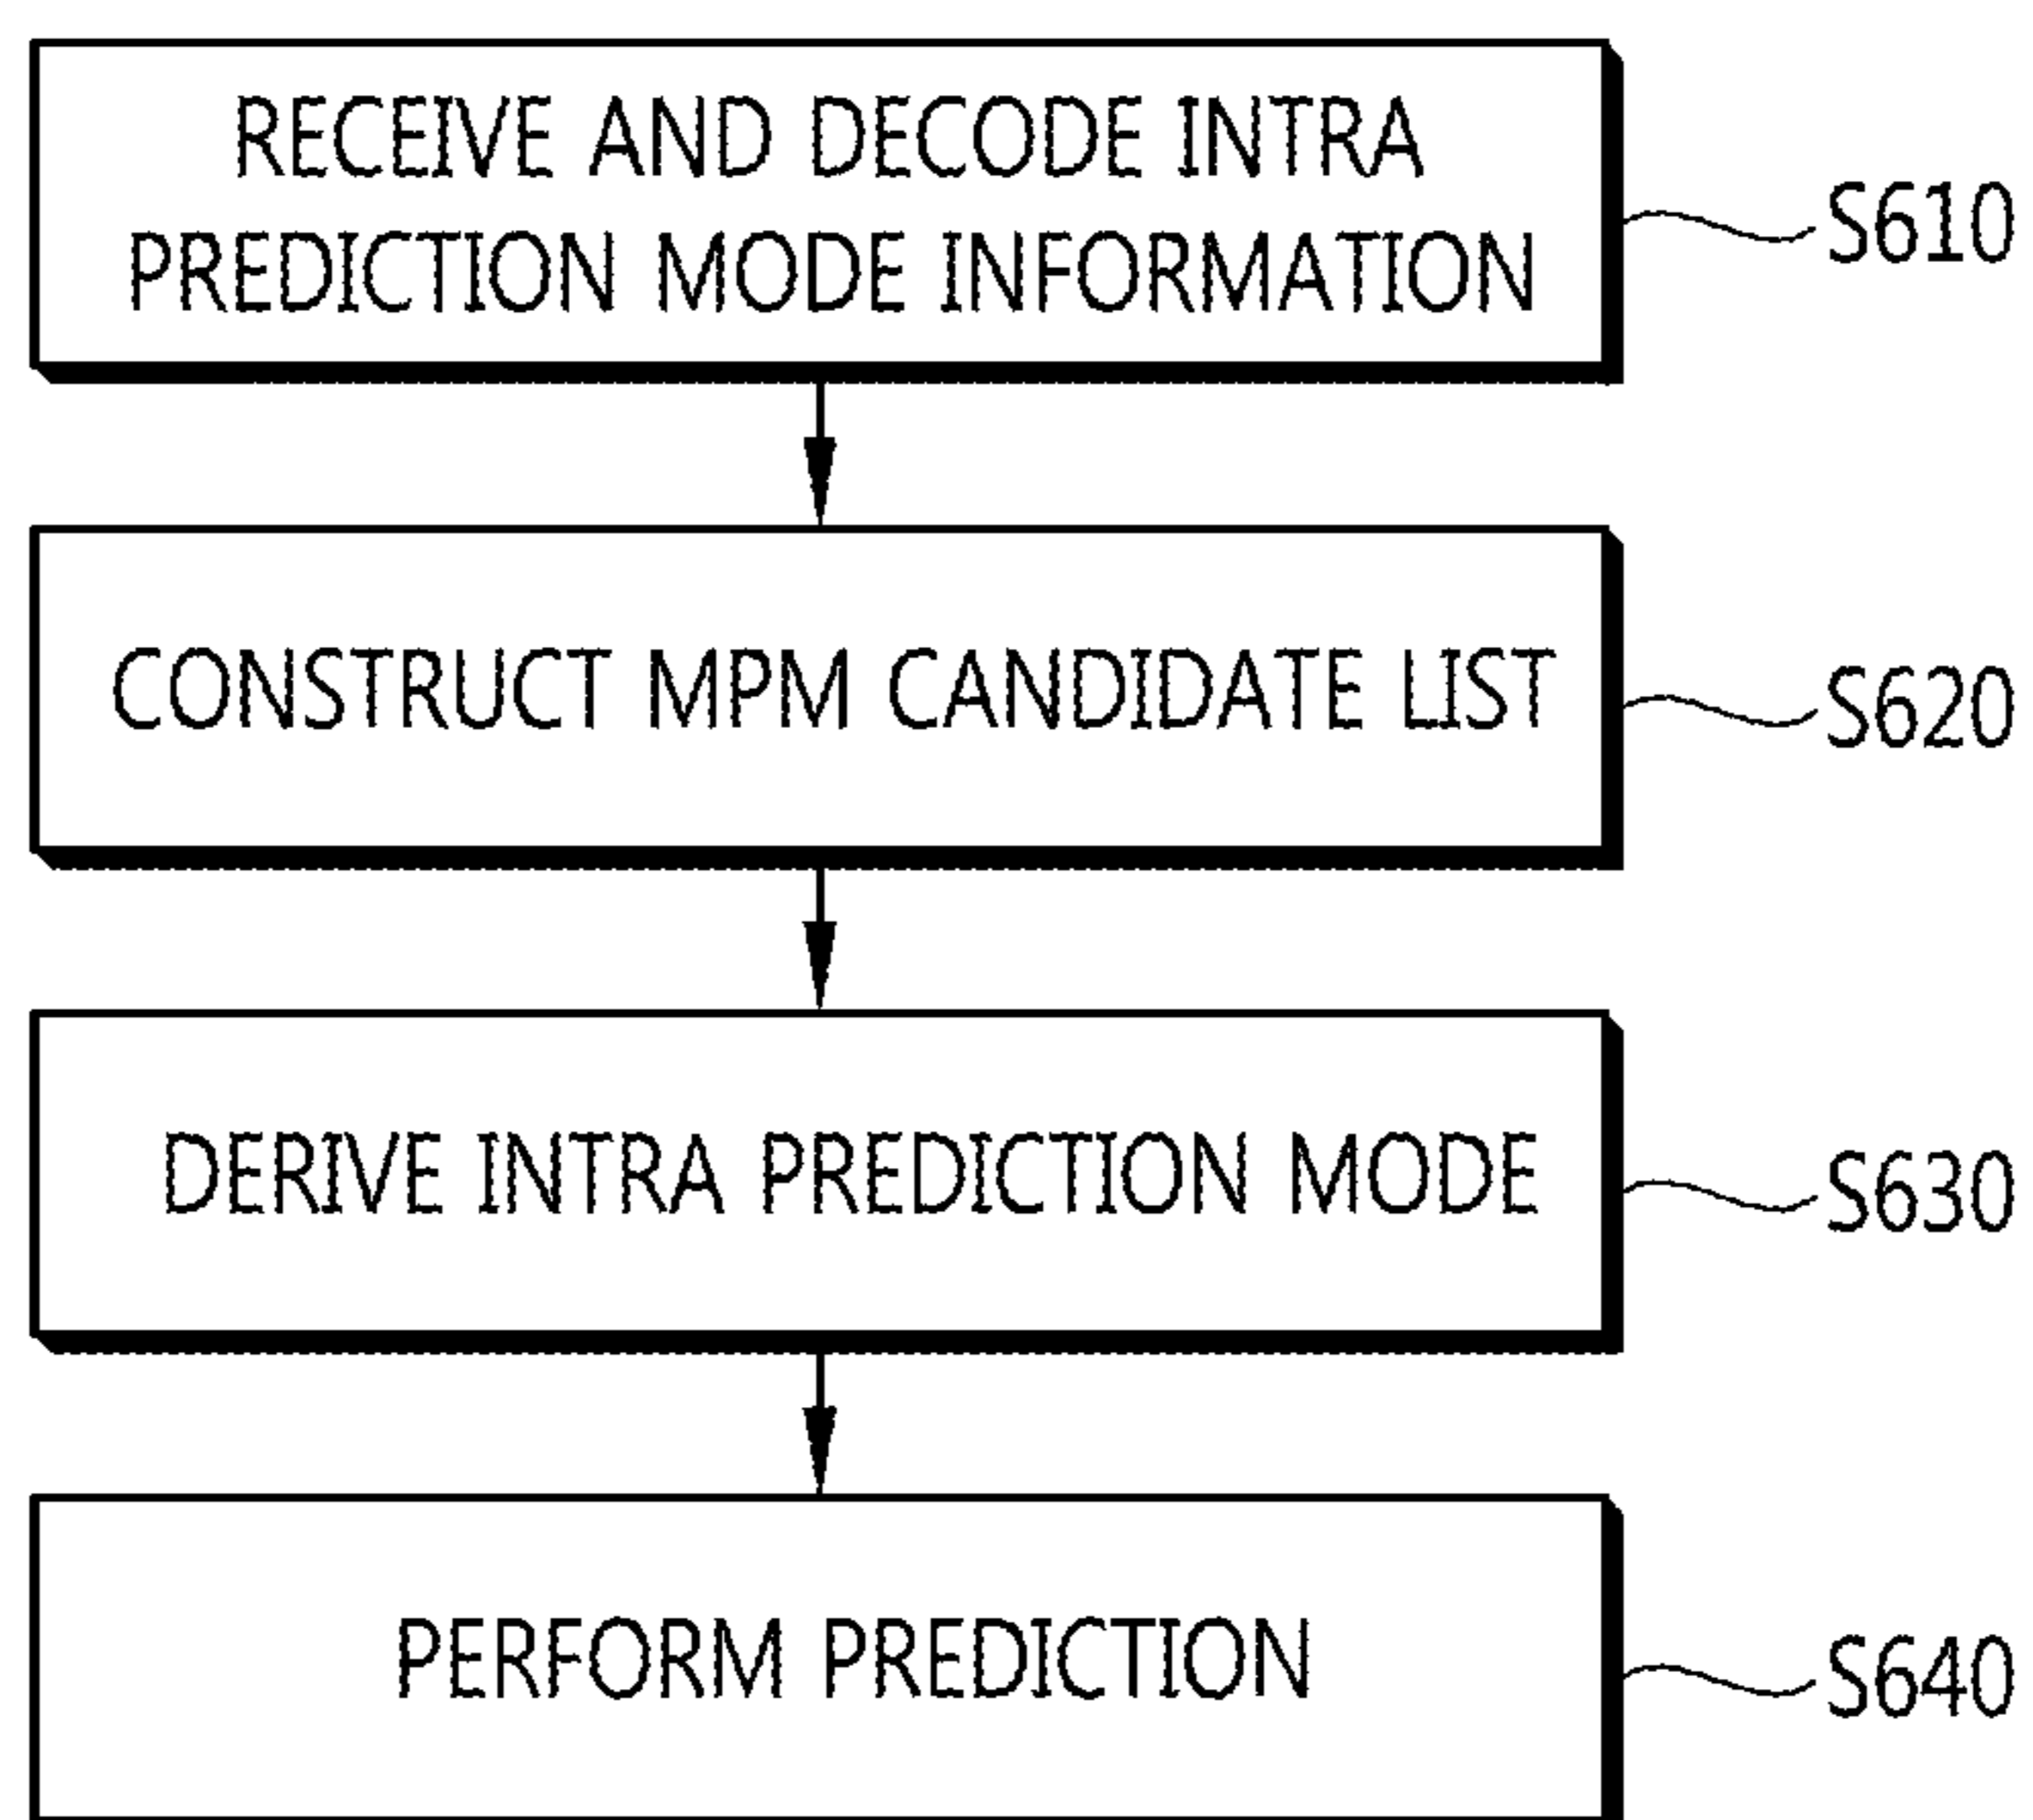 RECEIVE AND DECODE INTRA
PREDICTION MODE INFORMATION
S610
CONSTRUCT MPM CANDIDATE LIST
S620
DERIVE INTRA PREDICTION MODE
S630
PERFORM PREDICTION
S640